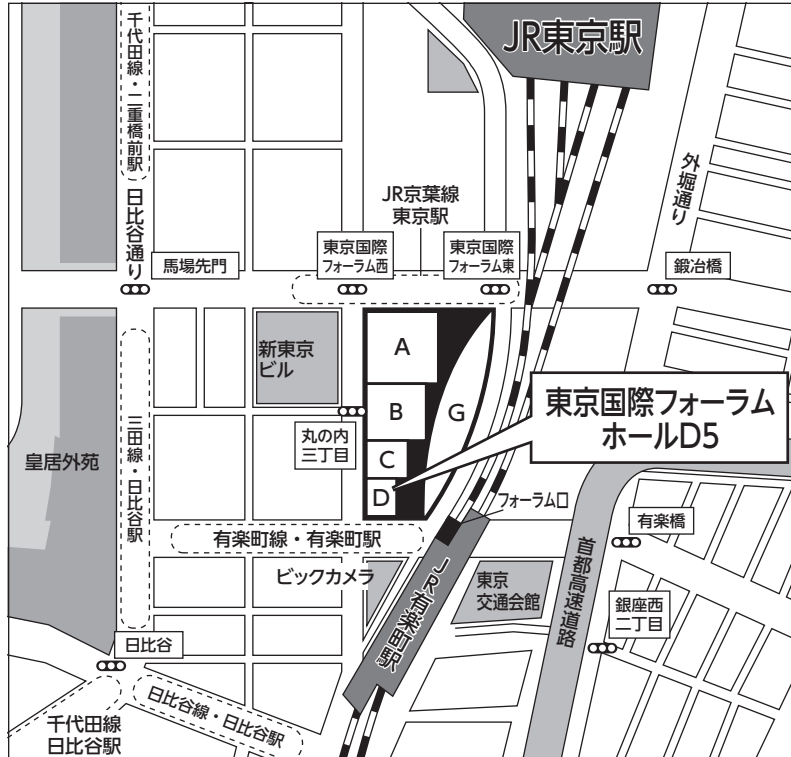 JR東京駅
千代田線・二重橋前駅
日比谷通り
外堀通り
JR京葉線
東京駅
馬場先門
東京国際
フォーラム西
東京国際
フォーラム東
鍛冶橋
新東京
ビル
A
B
C
D
G
丸の内
三丁目
東京国際フォーラム
ホールD5
皇居外苑
三田線・日比谷駅
フォーラム口
有楽橋
有楽町線・有楽町駅
ビックカメラ
JR有楽町駅
東京
交通会館
首都高速道路
銀座西
二丁目
日比谷
日比谷線・日比谷駅
千代田線
日比谷駅